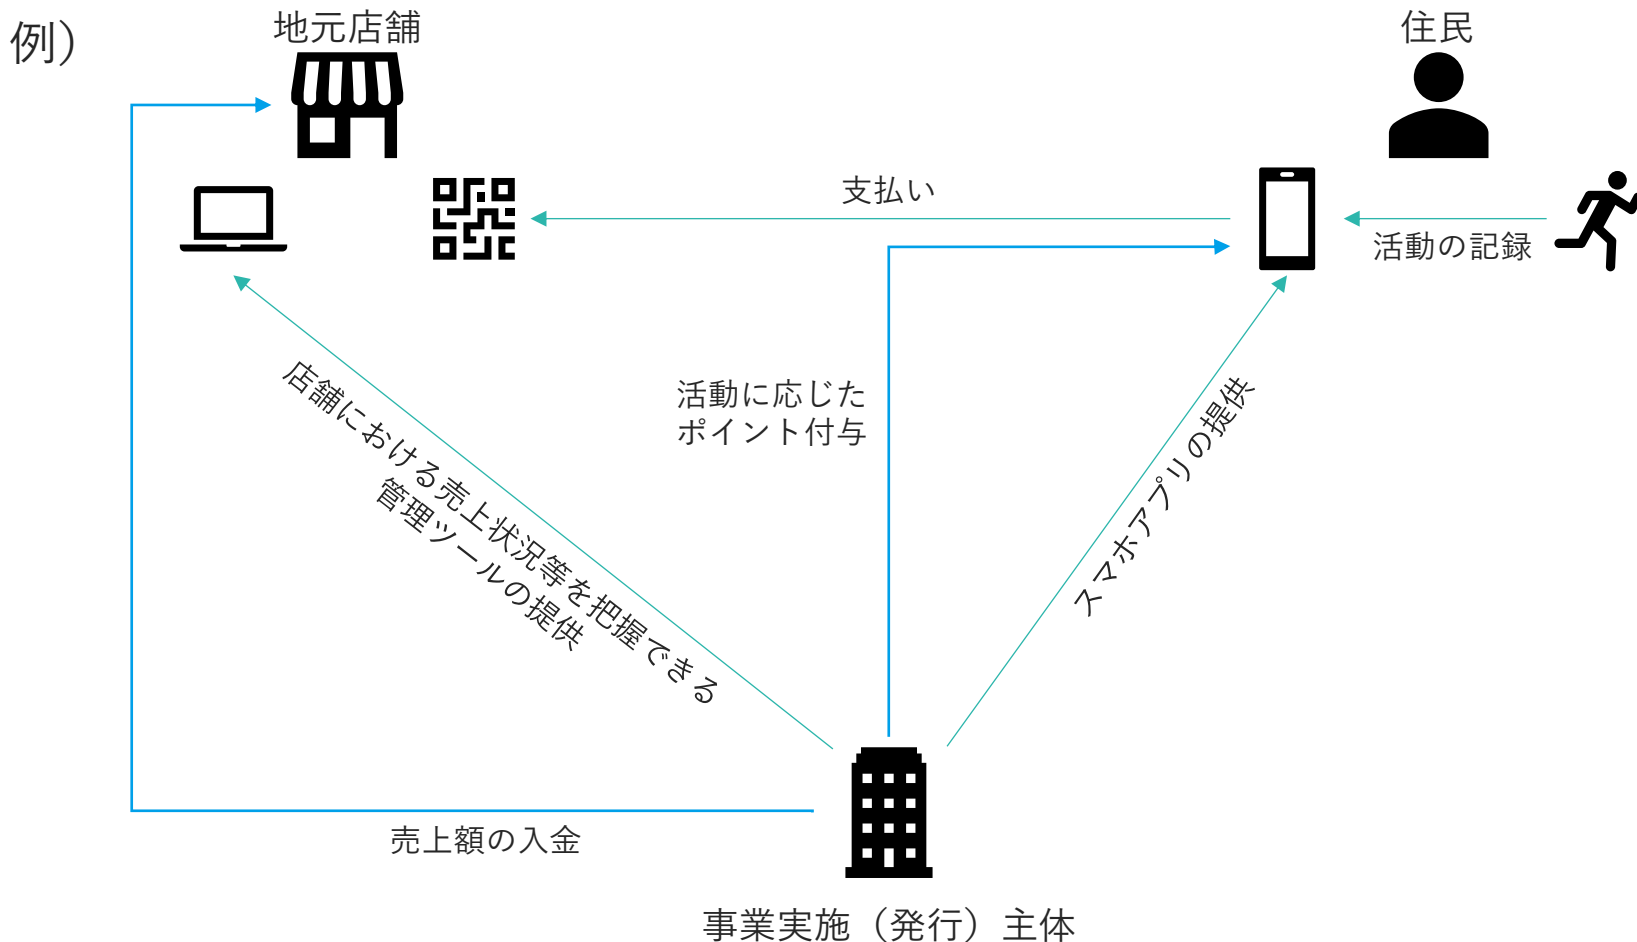 例）
地元店舗
住民
支払い
活動の記録
活動に応じた
ポイント付与
スマホアプリの提供
店舗における売上状況等を把握できる
管理ツールの提供
売上額の入金
事業実施（発行）主体